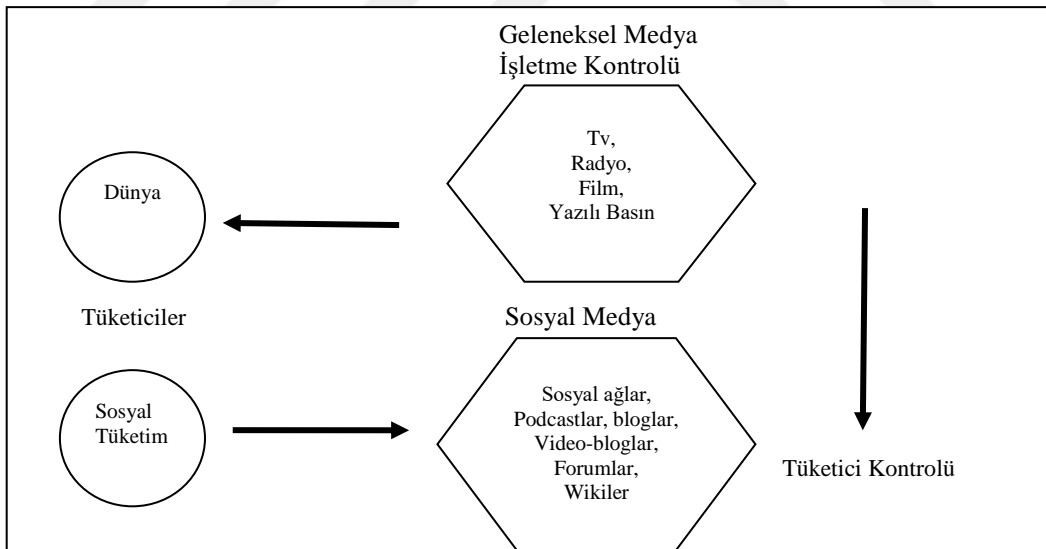 Geleneksel Medya
İşletme Kontrolü
Tv,
Radyo,
Film,
Yazılı Basın
Dünya
Tüketiciler
Sosyal Medya
Sosyal
Tüketim
Sosyal ağlar,
Podcastlar, bloglar,
Video-bloglar,
Forumlar,
Wikiler
Tüketici Kontrolü